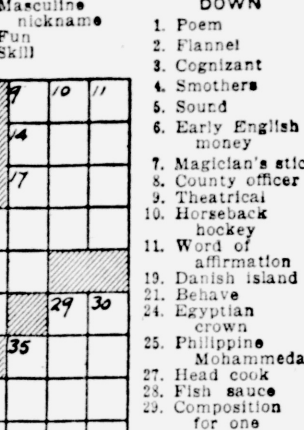 Masculine
nickname
Fun
Skill
9 10 11
14
17
29 30
35
DOWN
1. Poem
2. Flannel
3. Cognizant
4. Smothers
5. Sound
6. Early English
money
7. Magician's stic
8. County officer
9. Theatrical
10. Horseback
hockey
11. Word of
affirmation
19. Danish island
21. Behave
24. Egyptian
crown
25. Philippine
Mohammeda
27. Head cook
28. Fish sauce
29. Composition
for one